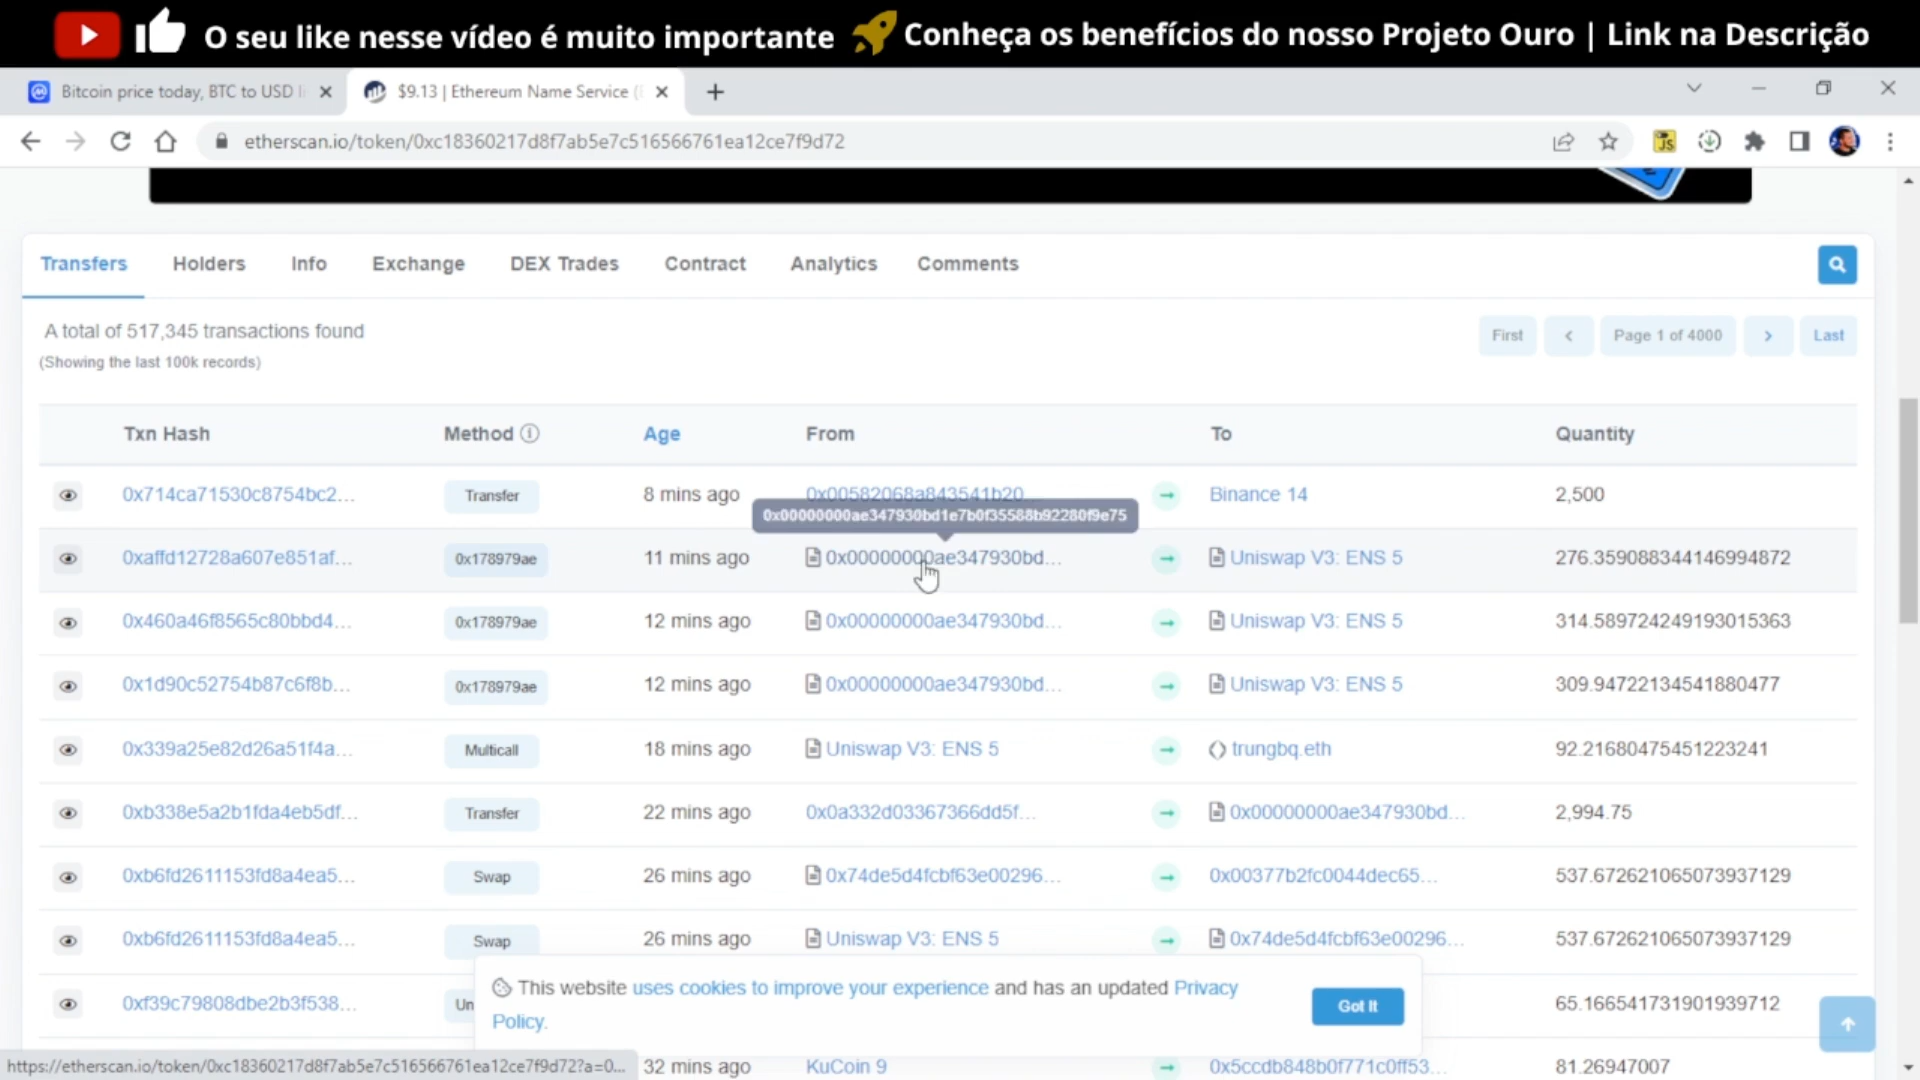 O seu like nesse vídeo é muito importante
Conheça os benefícios do nosso Projeto Ouro | Link na Descrição
Bitcoin price today, BTC to USD li
$9.13 | Ethereum Name Service (
etherscan.io/token/0xc18360217d8f7ab5e7c516566761ea12ce7f9d72
JS
Transfers Holders Info Exchange DEX Trades Contract Analytics Comments
A total of 517,345 transactions found
(Showing the last 100k records)
First < Page 1 of 4000 > Last
Txn Hash Method Age From To Quantity
0x714ca71530c8754bc2... Transfer 8 mins ago 0x00582068a843541b20... Binance 14 2,500
0x00000000ae347930bd1e7b0f35588b92280f9e75
0xaffd12728a607e851af... 0x178979ae 11 mins ago 0x00000000ae347930bd... Uniswap V3: ENS 5 276.359088344146994872
0x460a46f8565c80bbd4... 0x178979ae 12 mins ago 0x00000000ae347930bd... Uniswap V3: ENS 5 314.589724249193015363
0x1d90c52754b87c6f8b... 0x178979ae 12 mins ago 0x00000000ae347930bd... Uniswap V3: ENS 5 309.94722134541880477
0x339a25e82d26a51f4a... Multicall 18 mins ago Uniswap V3: ENS 5 trungbq.eth 92.21680475451223241
0xb338e5a2b1fda4eb5df... Transfer 22 mins ago 0x0a332d03367366dd5f... 0x00000000ae347930bd... 2,994.75
0xb6fd2611153fd8a4ea5... Swap 26 mins ago 0x74de5d4fcbf63e00296... 0x00377b2fc0044dec65... 537.672621065073937129
0xb6fd2611153fd8a4ea5... Swap 26 mins ago Uniswap V3: ENS 5 0x74de5d4fcbf63e00296... 537.672621065073937129
0xf39c79808dbe2b3f538... Un 65.166541731901939712
This website uses cookies to improve your experience and has an updated Privacy
Policy.
Got It
https://etherscan.io/token/0xc18360217d8f7ab5e7c516566761ea12ce7f9d72?a=0... 32 mins ago KuCoin 9 0x5ccdb848b0f771c0ff53... 81.26947007